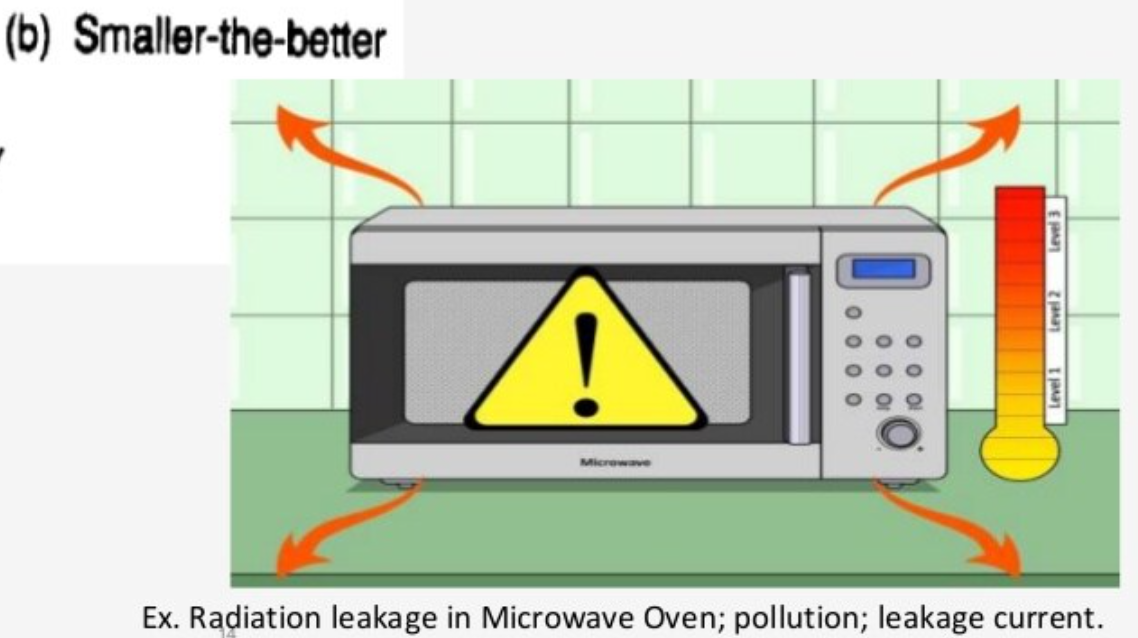 (b) Smaller-the-better
Level 3
Level 2
Level 1
Microwave
Ex. Radiation leakage in Microwave Oven; pollution; leakage current.
14